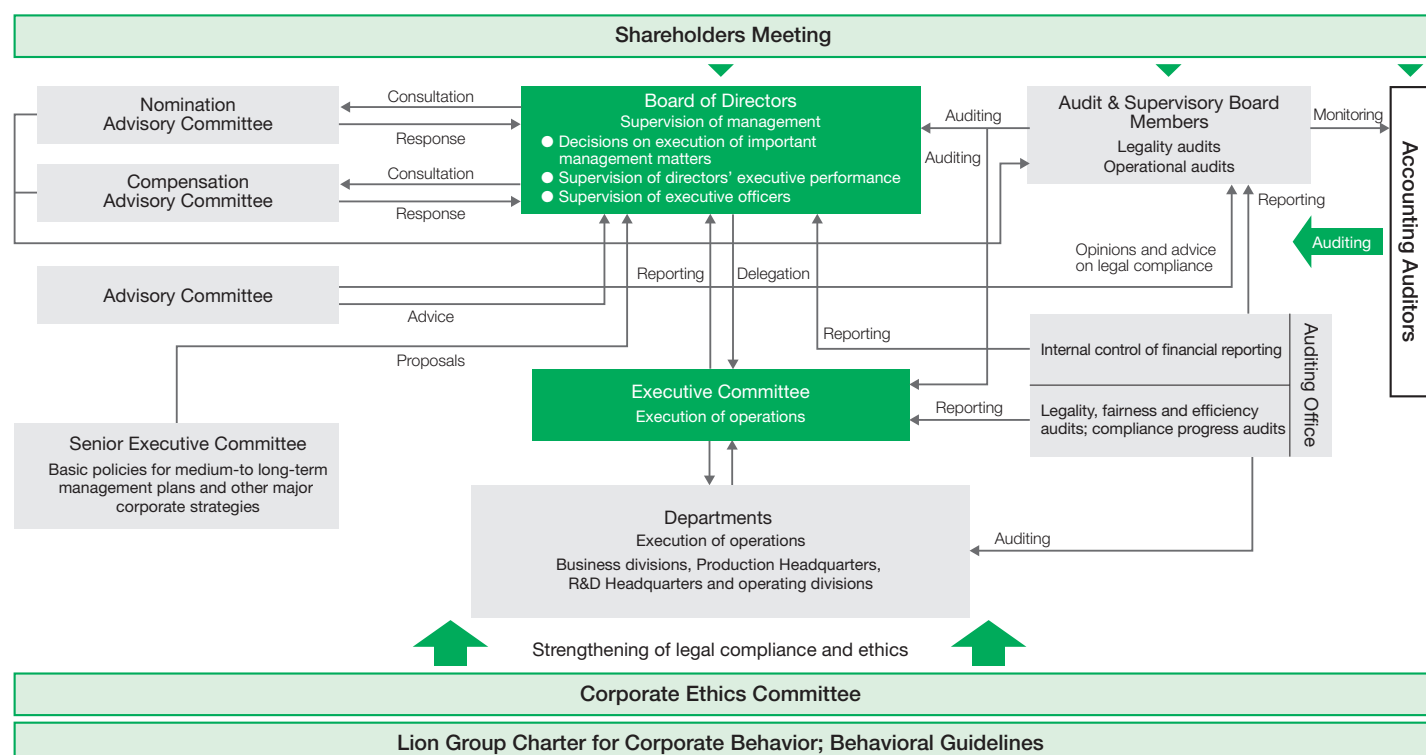 Shareholders Meeting
Nomination
Advisory Committee
Consultation
Response
Compensation
Advisory Committee
Consultation
Response
Board of Directors
Supervision of management
● Decisions on execution of important
management matters
● Supervision of directors' executive performance
● Supervision of executive officers
Auditing
Auditing
Audit & Supervisory Board
Members
Legality audits
Operational audits
Monitoring
Accounting Auditors
Reporting
Auditing
Opinions and advice
on legal compliance
Advisory Committee
Advice
Reporting
Delegation
Proposals
Reporting
Internal control of financial reporting
Legality, fairness and efficiency
audits; compliance progress audits
Auditing Office
Executive Committee
Execution of operations
Reporting
Senior Executive Committee
Basic policies for medium-to long-term
management plans and other major
corporate strategies
Departments
Execution of operations
Business divisions, Production Headquarters,
R&D Headquarters and operating divisions
Auditing
Strengthening of legal compliance and ethics
Corporate Ethics Committee
Lion Group Charter for Corporate Behavior; Behavioral Guidelines